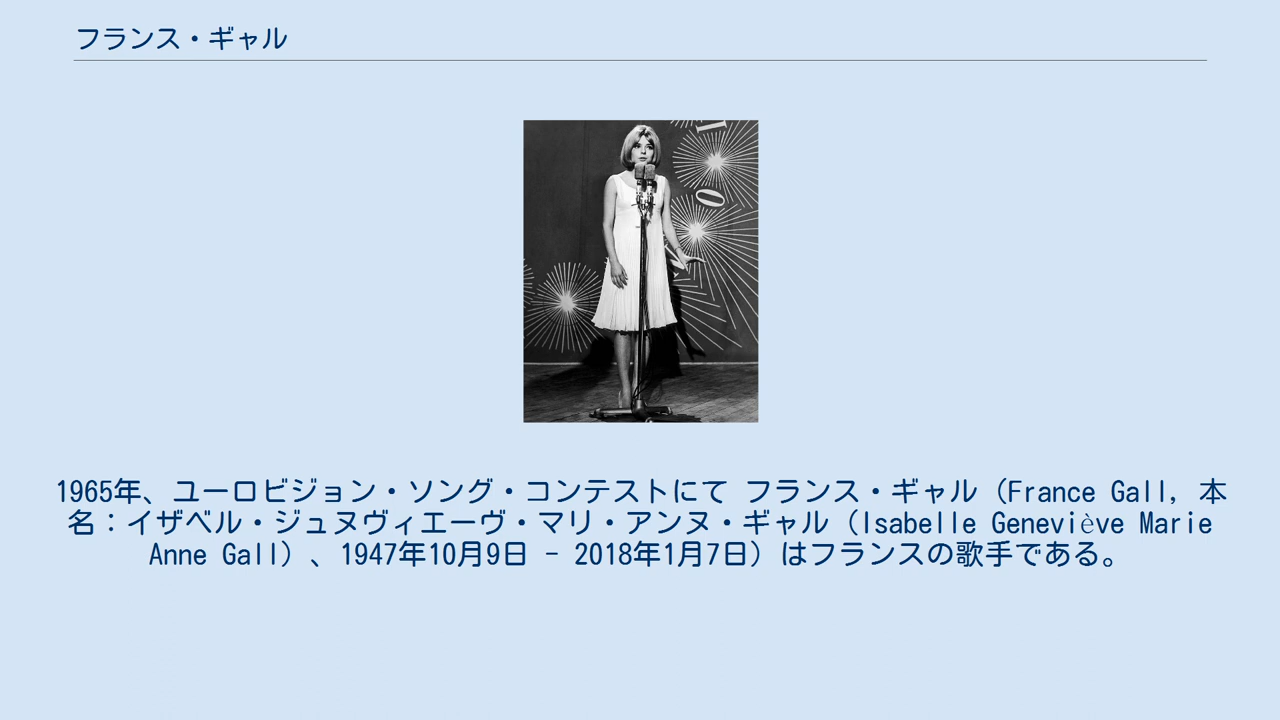 フランス・ギャル
1965年、ユーロビジョン・ソング・コンテストにて フランス・ギャル（France Gall, 本
名：イザベル・ジュヌヴィエーヴ・マリ・アンヌ・ギャル（Isabelle Geneviève Marie
Anne Gall）、1947年10月9日 - 2018年1月7日）はフランスの歌手である。